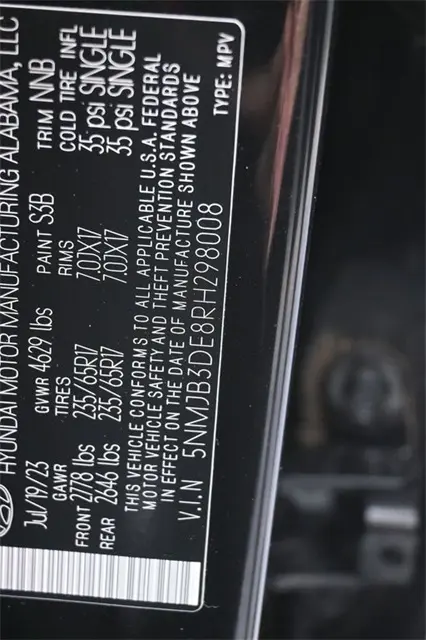 HYUNDAI MOTOR MANUFACTURING ALABAMA, LLC
Jul/19/23 GVWR 4629 lbs PAINT S3B TRIM NNB
GAWR TIRES RIMS COLD TIRE INFL
FRONT 2778 lbs 235/65R17 7.0JX17 35 psi SINGLE
REAR 2646 lbs 235/65R17 7.0JX17 35 psi SINGLE
THIS VEHICLE CONFORMS TO ALL APPLICABLE U.S.A. FEDERAL
MOTOR VEHICLE SAFETY AND THEFT PREVENTION STANDARDS
IN EFFECT ON THE DATE OF MANUFACTURE SHOWN ABOVE
V.I.N 5NMJB3DE8RH298008
TYPE: MPV